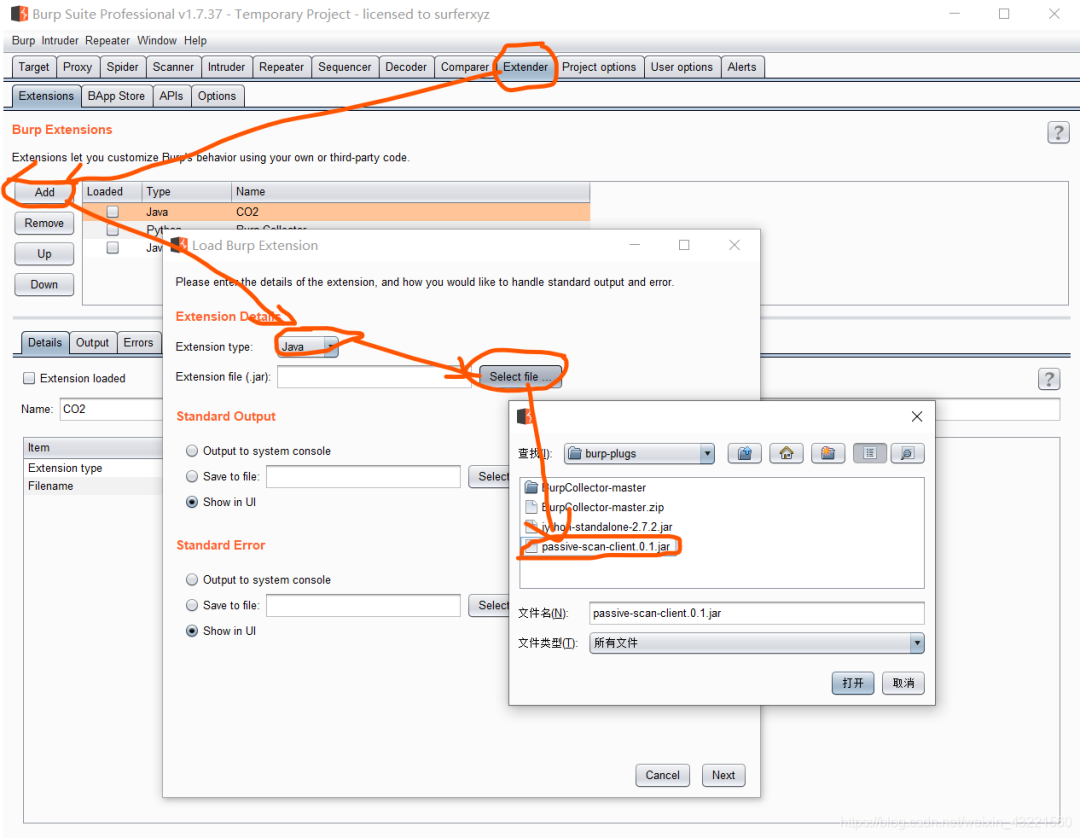 Burp Suite Professional v1.7.37 - Temporary Project - licensed to surferxyz
Burp Intruder Repeater Window Help
Target Proxy Spider Scanner Intruder Repeater Sequencer Decoder Comparer Extender Project options User options Alerts
Extensions BApp Store APIs Options
Burp Extensions
?
Extensions let you customize Burp's behavior using your own or third-party code.
Add
Remove
Up
Down
Loaded Type Name
Java CO2
Python Burp Collector
Jav
Load Burp Extension
Please enter the details of the extension, and how you would like to handle standard output and error.
Extension Details
Extension type: Java
Extension file (.jar): Select file ...
Standard Output
Output to system console
Save to file: Select
Show in UI
Standard Error
Output to system console
Save to file: Select
Show in UI
Cancel Next
Details Output Errors
Extension loaded
?
Name: CO2
Item
Extension type
Filename
查找(I): burp-plugs
BurpCollector-master
BurpCollector-master.zip
jython-standalone-2.7.2.jar
passive-scan-client.0.1.jar
文件名(N): passive-scan-client.0.1.jar
文件类型(T): 所有文件
打开 取消